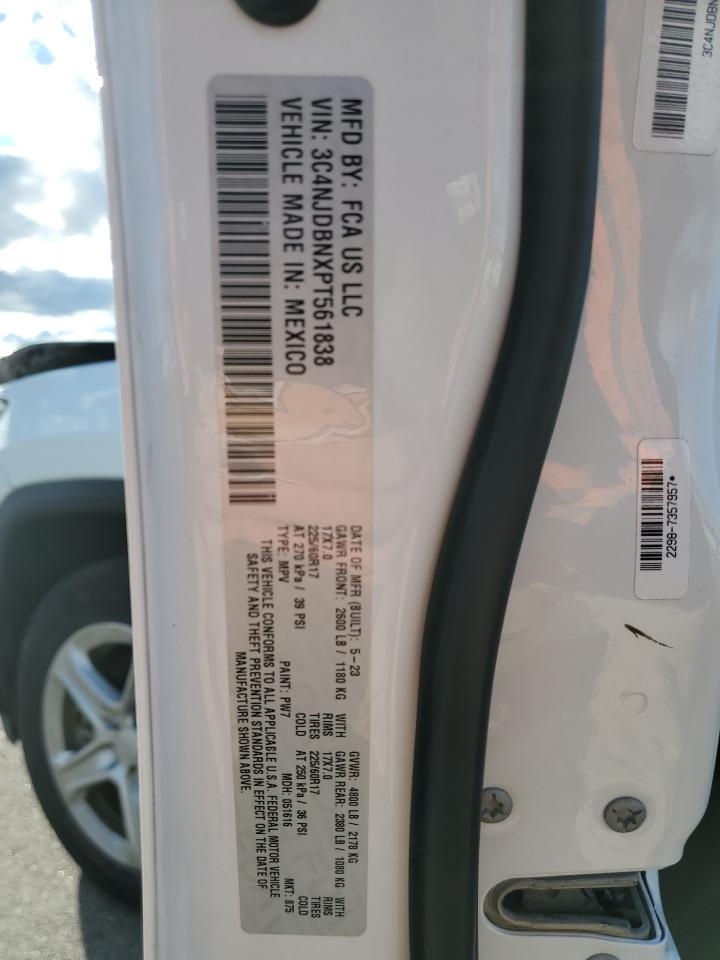 MFD BY: FCA US LLC
VIN: 3C4NJDBNXPT561838
VEHICLE MADE IN: MEXICO
DATE OF MFR (BUILT): 5-23 GVWR: 4800 LB / 2178 KG
GAWR FRONT: 2600 LB / 1180 KG WITH GAWR REAR: 2380 LB / 1080 KG WITH
17X7.0 RIMS 17X7.0 RIMS
225/60R17 TIRES 225/60R17 TIRES
AT 270 kPa / 39 PSI COLD AT 250 kPa / 36 PSI COLD
TYPE: MPV PAINT: PW7 MDH: 051616 MKT: 875
THIS VEHICLE CONFORMS TO ALL APPLICABLE U.S.A. FEDERAL MOTOR VEHICLE
SAFETY AND THEFT PREVENTION STANDARDS IN EFFECT ON THE DATE OF
MANUFACTURE SHOWN ABOVE.
3C4NJDBN
2298-7357957*